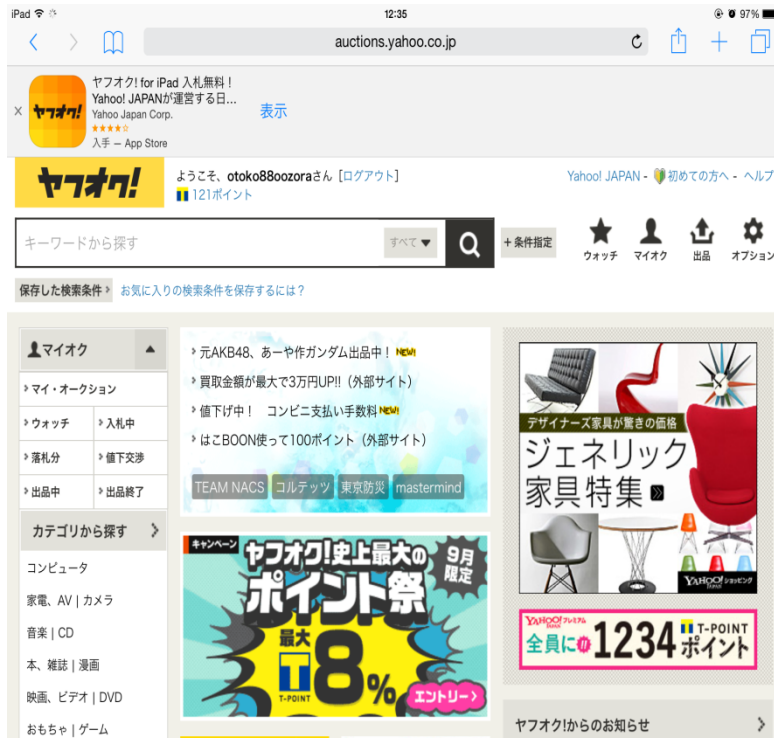 iPad 12:35 97%
auctions.yahoo.co.jp
ヤフオク! for iPad 入札無料！
Yahoo! JAPANが運営する日...
Yahoo Japan Corp.
入手 — App Store
x ヤフオク! 表示
ヤフオク!
ようこそ、otoko88oozoraさん［ログアウト］
121ポイント
Yahoo! JAPAN - 初めての方へ - ヘルプ
キーワードから探す すべて▼ +条件指定
ウォッチ マイオク 出品 オプション
保存した検索条件 お気に入りの検索条件を保存するには？
マイオク
マイ・オークション
ウォッチ 入札中
落札分 値下交渉
出品中 出品終了
カテゴリから探す
コンピュータ
家電、AV | カメラ
音楽 | CD
本、雑誌 | 漫画
映画、ビデオ | DVD
おもちゃ | ゲーム
元AKB48、あーや作ガンダム出品中！ NEW!
買取金額が最大で3万円UP!!（外部サイト）
値下げ中！ コンビニ支払い手数料 NEW!
はこBOON使って100ポイント（外部サイト）
TEAM NACS コルテッツ 東京防災 mastermind
キャンペーン
ヤフオク!史上最大の
ポイント祭
9月
限定
最大
T-POINT
8%
エントリー
デザイナーズ家具が驚きの価格
ジェネリック
家具特集
YAHOO! JAPAN ショッピング
YAHOO! JAPAN プレミアム
全員に!! 1234 T-POINT ポイント
ヤフオク!からのお知らせ